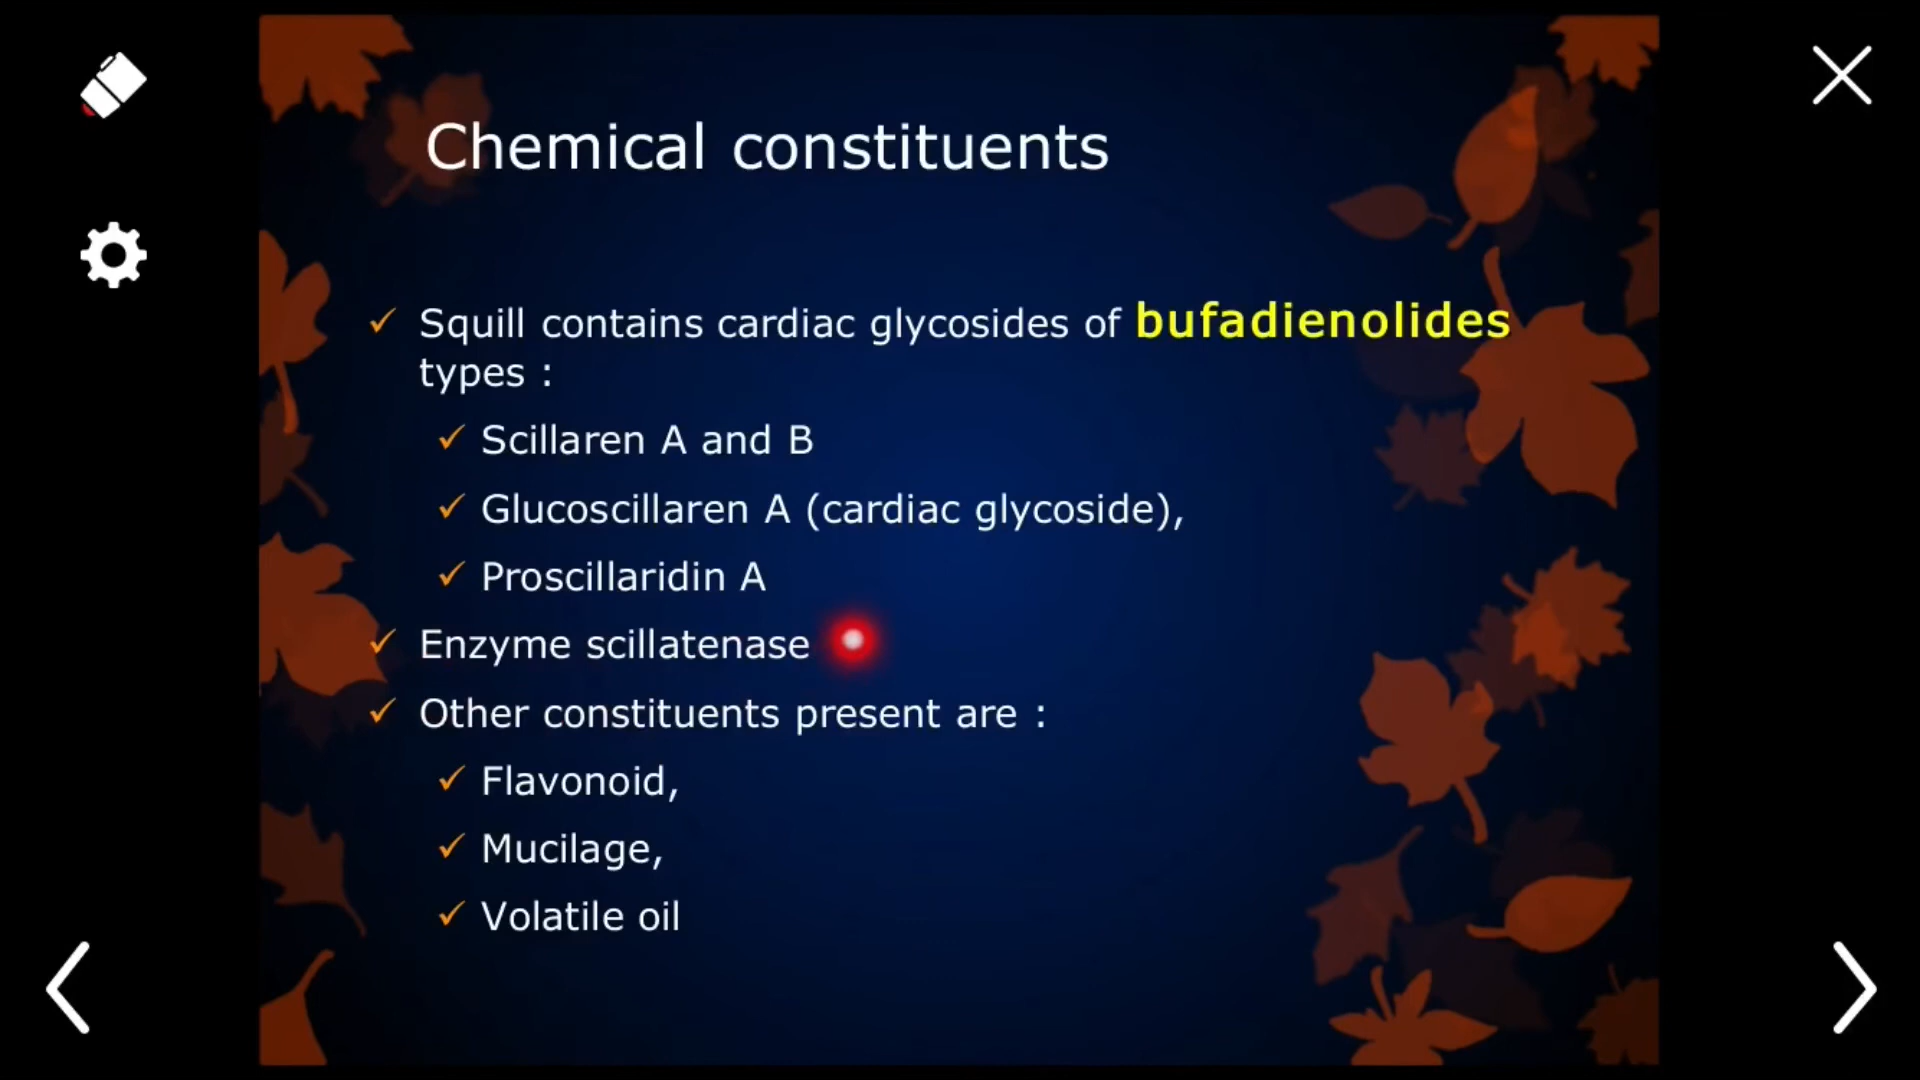 Chemical constituents
Squill contains cardiac glycosides of bufadienolides
types :
Scillaren A and B
Glucoscillaren A (cardiac glycoside),
Proscillaridin A
Enzyme scillatenase
Other constituents present are :
Flavonoid,
Mucilage,
Volatile oil